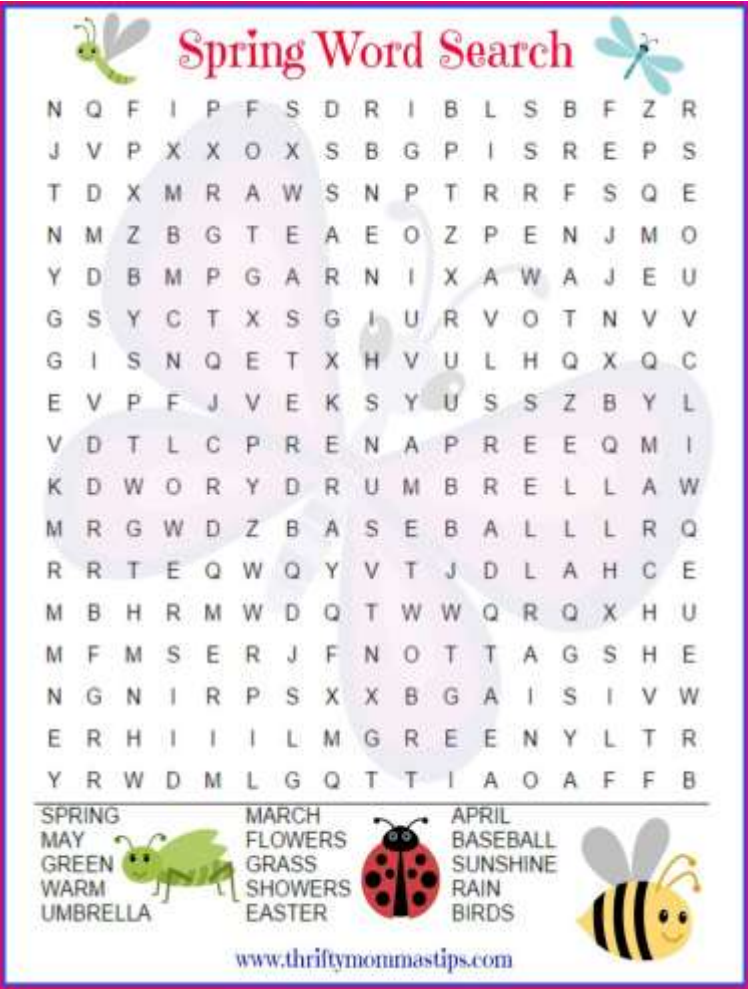 Spring Word Search
N Q F I P F S D R I B L S B F Z R
J V P X X O X S B G P I S R E P S
T D X M R A W S N P T R R F S Q E
N M Z B G T E A E O Z P E N J M O
Y D B M P G A R N I X A W A J E U
G S Y C T X S G I U R V O T N V V
G I S N Q E T X H V U L H Q X Q C
E V P F J V E K S Y U S S Z B Y L
V D T L C P R E N A P R E E Q M I
K D W O R Y D R U M B R E L L A W
M R G W D Z B A S E B A L L L R Q
R R T E Q W Q Y V T J D L A H C E
M B H R M W D Q T W W Q R Q X H U
M F M S E R J F N O T T A G S H E
N G N I R P S X X B G A I S I V W
E R H I I I L M G R E E N Y L T R
Y R W D M L G Q T T I A O A F F B
SPRING MARCH APRIL
MAY FLOWERS BASEBALL
GREEN GRASS SUNSHINE
WARM SHOWERS RAIN
UMBRELLA EASTER BIRDS
www.thriftymommastips.com